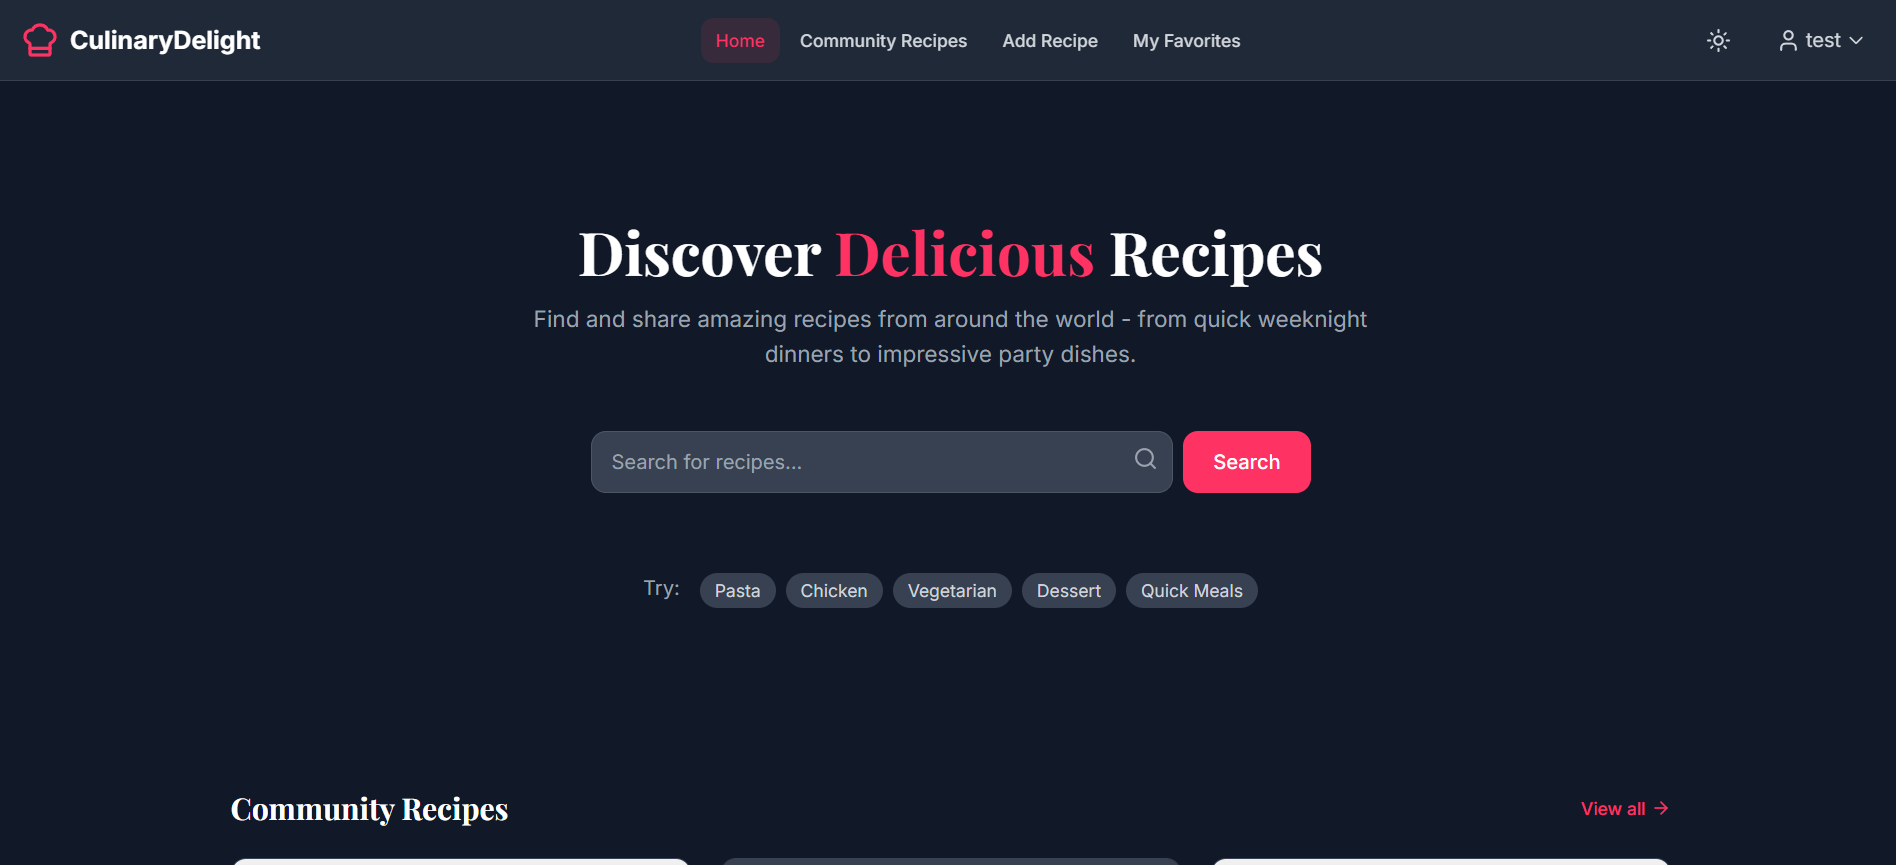 CulinaryDelight
Home
Community Recipes
Add Recipe
My Favorites
test
Discover Delicious Recipes
Find and share amazing recipes from around the world - from quick weeknight
dinners to impressive party dishes.
Search for recipes...
Search
Try:
Pasta
Chicken
Vegetarian
Dessert
Quick Meals
Community Recipes
View all